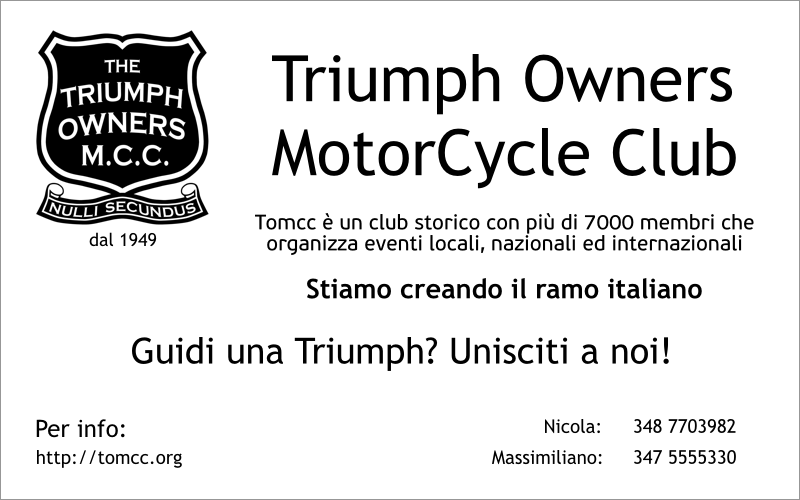 THE
TRIUMPH
OWNERS
M.C.C.
NULLI SECUNDUS
dal 1949
Triumph Owners
MotorCycle Club
Tomcc è un club storico con più di 7000 membri che
organizza eventi locali, nazionali ed internazionali
Stiamo creando il ramo italiano
Guidi una Triumph? Unisciti a noi!
Per info:
http://tomcc.org
Nicola: 348 7703982
Massimiliano: 347 5555330